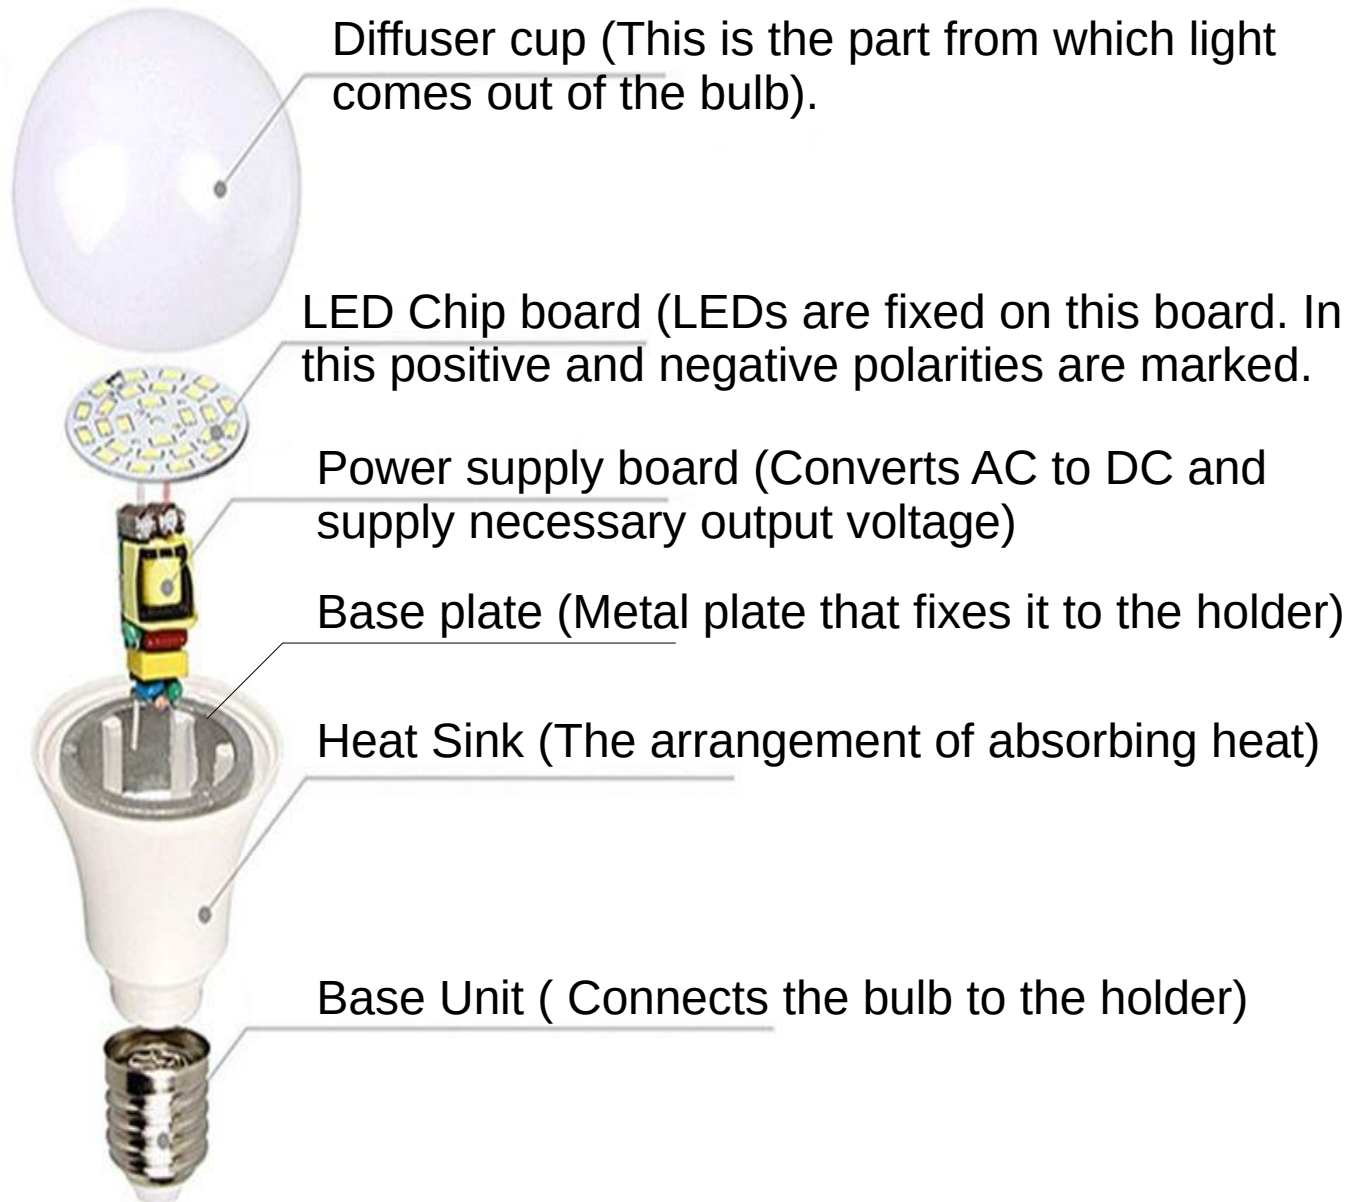 Diffuser cup (This is the part from which light
comes out of the bulb).
LED Chip board (LEDs are fixed on this board. In
this positive and negative polarities are marked.
Power supply board (Converts AC to DC and
supply necessary output voltage)
Base plate (Metal plate that fixes it to the holder)
Heat Sink (The arrangement of absorbing heat)
Base Unit ( Connects the bulb to the holder)